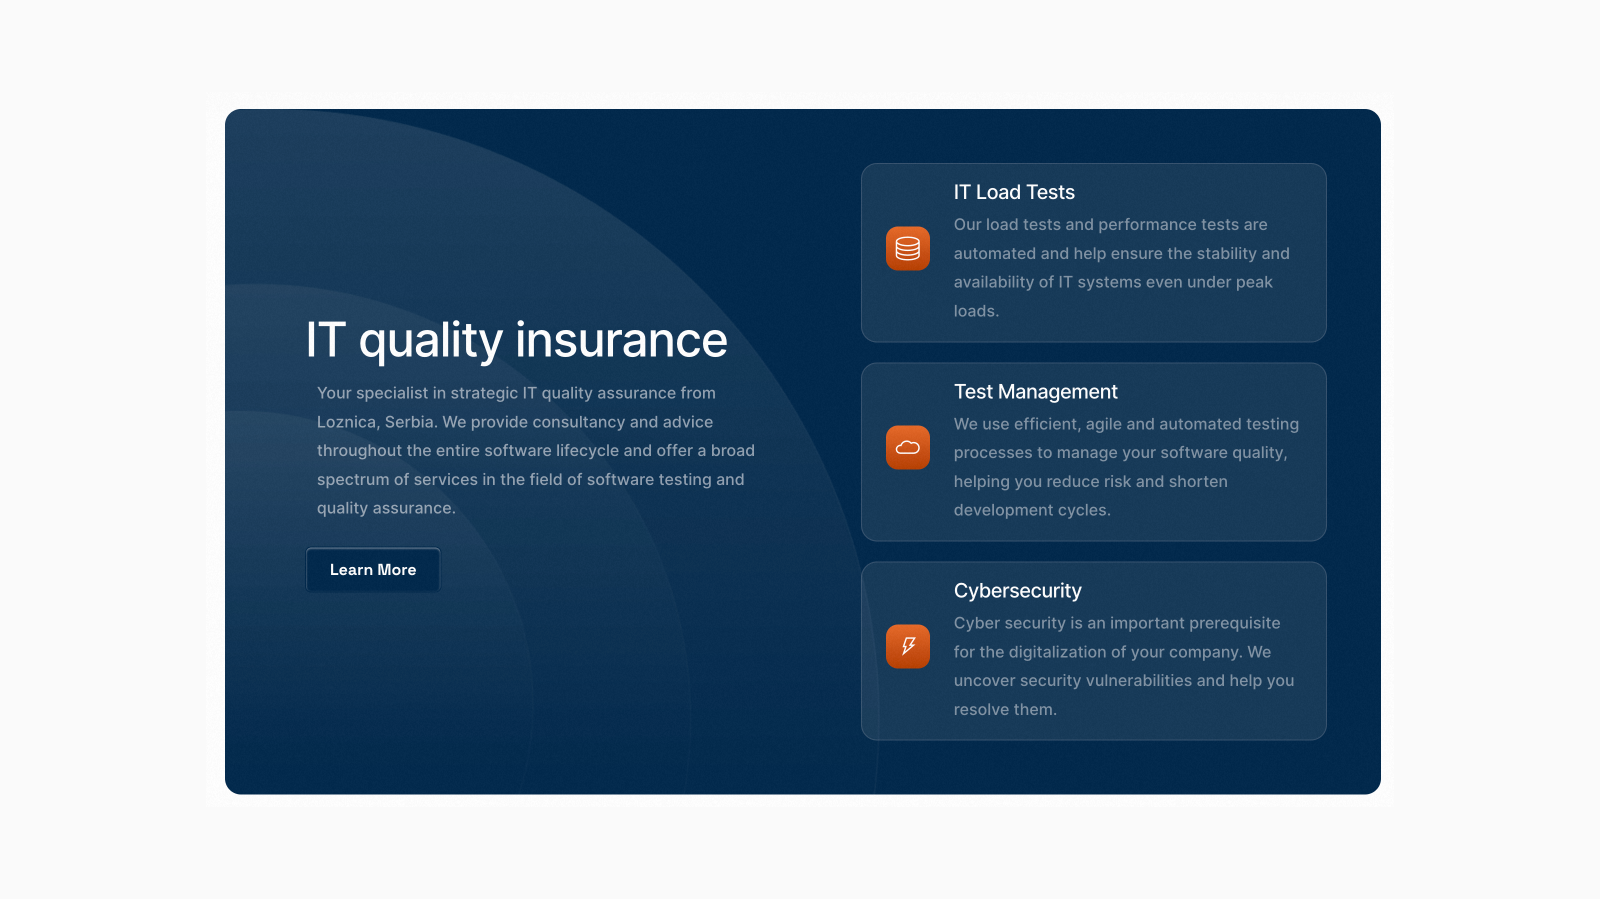 IT quality insurance
Your specialist in strategic IT quality assurance from
Loznica, Serbia. We provide consultancy and advice
throughout the entire software lifecycle and offer a broad
spectrum of services in the field of software testing and
quality assurance.
Learn More
IT Load Tests
Our load tests and performance tests are
automated and help ensure the stability and
availability of IT systems even under peak
loads.
Test Management
We use efficient, agile and automated testing
processes to manage your software quality,
helping you reduce risk and shorten
development cycles.
Cybersecurity
Cyber security is an important prerequisite
for the digitalization of your company. We
uncover security vulnerabilities and help you
resolve them.